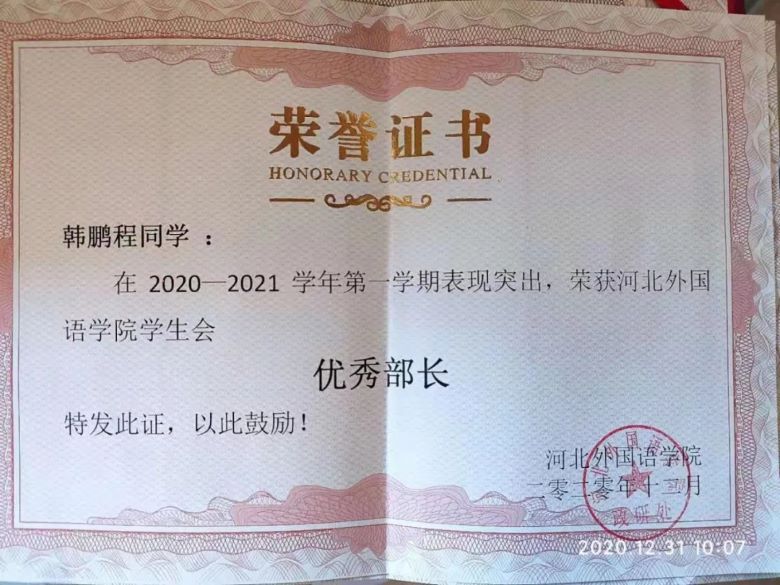 荣誉证书
HONORARY CREDENTIAL
韩鹏程同学：
在 2020—2021 学年第一学期表现突出，荣获河北外国
语学院学生会
优秀部长
特发此证，以此鼓励！
河北外国语学院
二零二零年十二月
政研处
2020 12 31 10:07